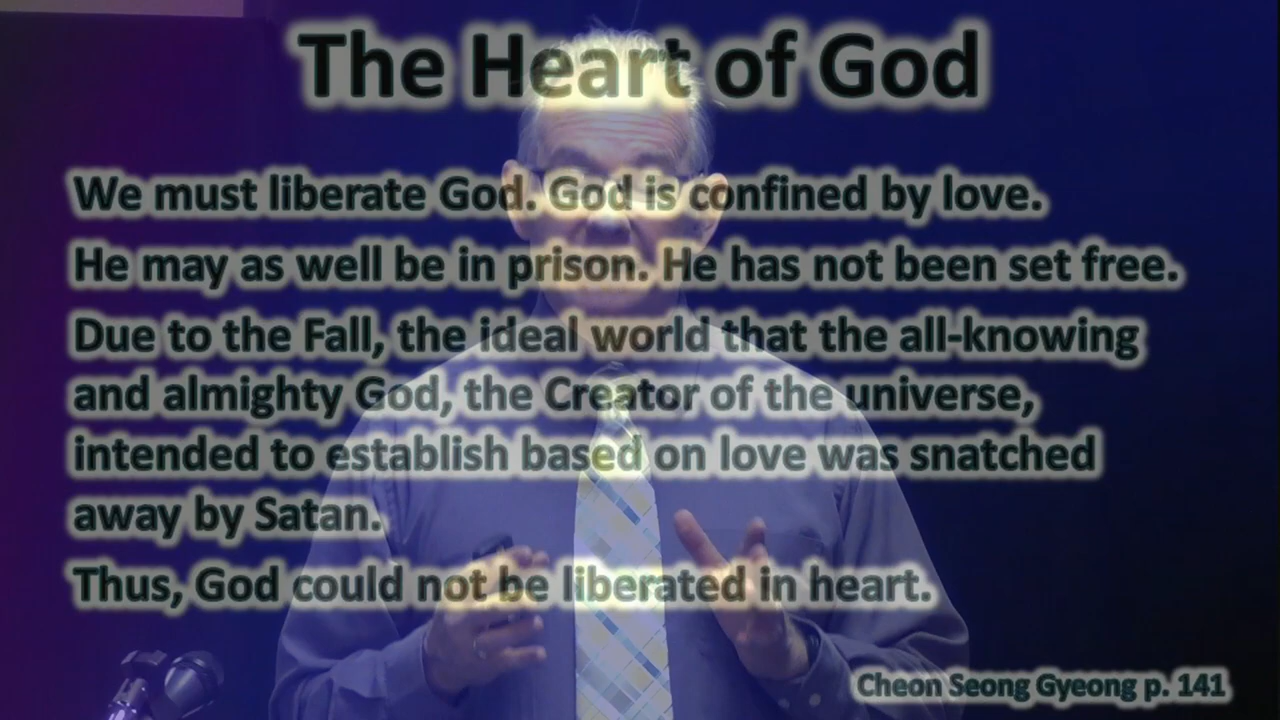 The Heart of God
We must liberate God. God is confined by love.
He may as well be in prison. He has not been set free.
Due to the Fall, the ideal world that the all-knowing
and almighty God, the Creator of the universe,
intended to establish based on love was snatched
away by Satan.
Thus, God could not be liberated in heart.
Cheon Seong Gyeong p. 141